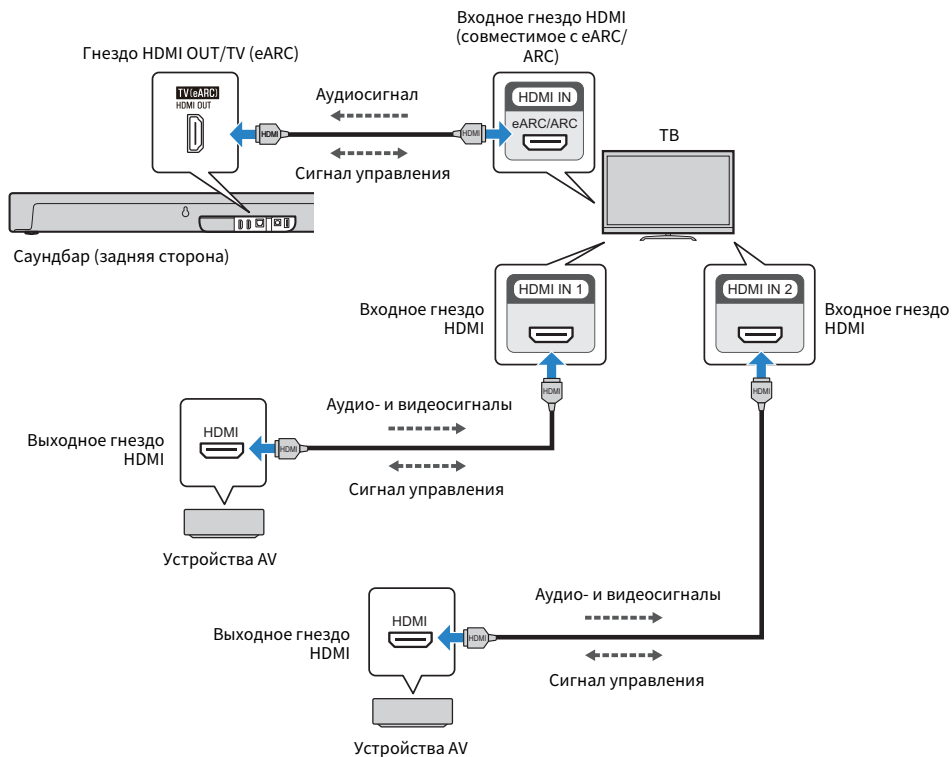 Входное гнездо HDMI
(совместимое с eARC/
ARC)
Гнездо HDMI OUT/TV (eARC)
TV(eARC)
HDMI OUT
HDMI
Аудиосигнал
Сигнал управления
HDMI
HDMI IN
eARC/ARC
ТВ
Саундбар (задняя сторона)
Входное гнездо
HDMI
HDMI IN 1
HDMI IN 2
Входное гнездо
HDMI
HDMI
HDMI
Выходное гнездо
HDMI
HDMI
HDMI
Аудио- и видеосигналы
Сигнал управления
Устройства AV
Выходное гнездо
HDMI
HDMI
HDMI
Аудио- и видеосигналы
Сигнал управления
Устройства AV